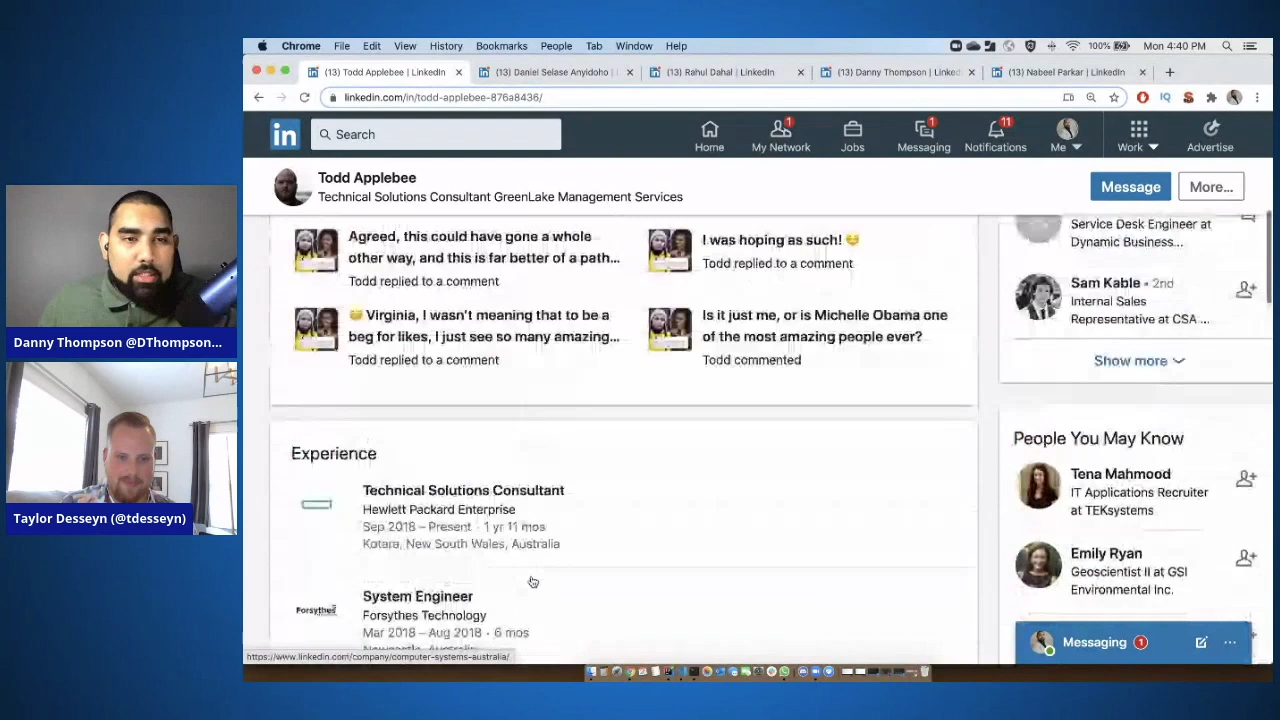 Chrome File Edit View History Bookmarks People Tab Window Help
100% Mon 4:40 PM
(13) Todd Applebee | LinkedIn
(13) Daniel Selase Anyidoho |
(13) Rahul Dahal | LinkedIn
(13) Danny Thompson | Linked
(13) Nabeel Parkar | LinkedIn
linkedin.com/in/todd-applebee-876a8436/
in
Search
1
1
11
Home
My Network
Jobs
Messaging
Notifications
Me
Work
Advertise
Todd Applebee
Technical Solutions Consultant GreenLake Management Services
Message
More...
Agreed, this could have gone a whole
other way, and this is far better of a path...
Todd replied to a comment
I was hoping as such! 😌
Todd replied to a comment
😄 Virginia, I wasn't meaning that to be a
beg for likes, I just see so many amazing...
Todd replied to a comment
Is it just me, or is Michelle Obama one
of the most amazing people ever?
Todd commented
Experience
Technical Solutions Consultant
Hewlett Packard Enterprise
Sep 2018 – Present · 1 yr 11 mos
Kotara, New South Wales, Australia
Forsythes
System Engineer
Forsythes Technology
Mar 2018 – Aug 2018 · 6 mos
Newcastle, Australia
https://www.linkedin.com/company/computer-systems-australia/
Service Desk Engineer at
Dynamic Business...
Sam Kable • 2nd
Internal Sales
Representative at CSA ...
Show more
People You May Know
Tena Mahmood
IT Applications Recruiter
at TEKsystems
Emily Ryan
Geoscientist II at GSI
Environmental Inc.
Messaging 1
Danny Thompson @DThompson...
Taylor Desseyn (@tdesseyn)